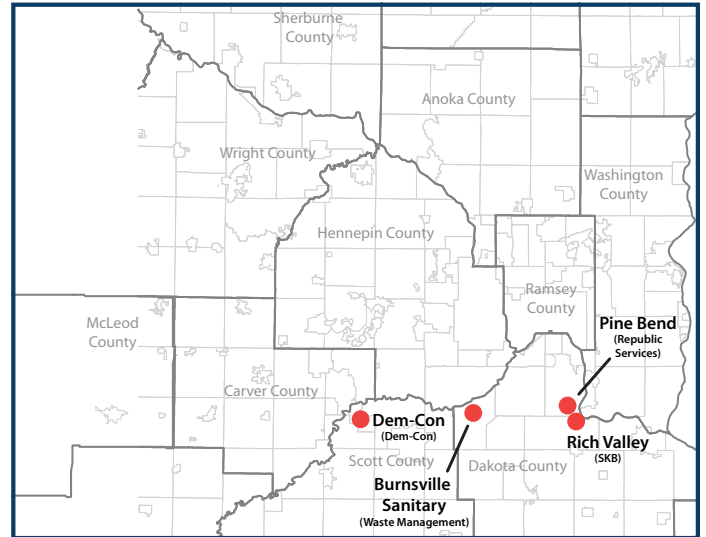 Sherburne
County
Anoka County
Wright County
Washington
County
Hennepin County
Ramsey
County
McLeod
County
Pine Bend
(Republic
Services)
Carver County
Dem-Con
(Dem-Con)
Rich Valley
(SKB)
Scott County
Dakota County
Burnsville
Sanitary
(Waste Management)